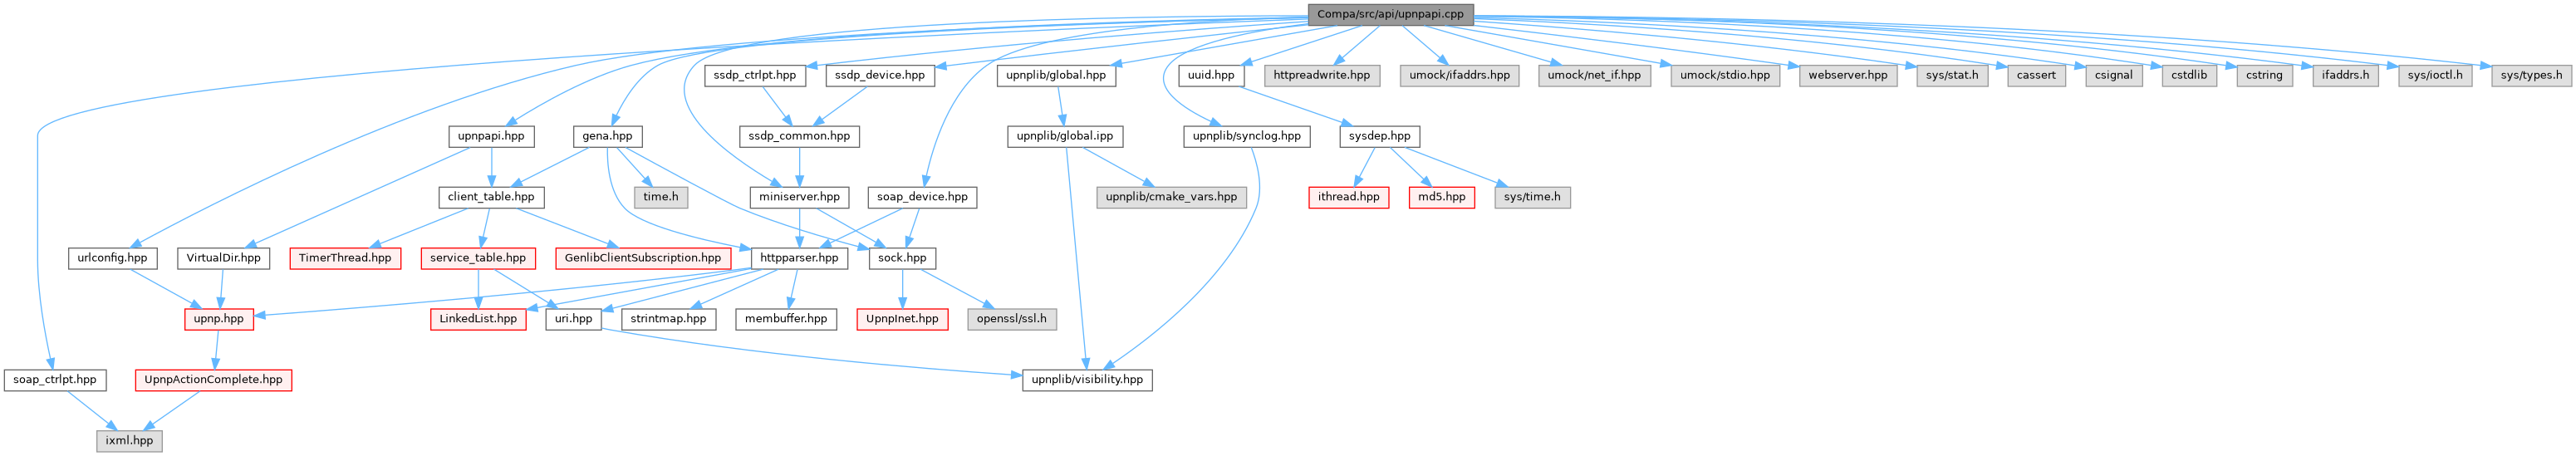 Compa/src/api/upnpapi.cpp
ssdp_ctrlpt.hpp
ssdp_device.hpp
upnplib/global.hpp
uuid.hpp
httpreadwrite.hpp
umock/ifaddrs.hpp
umock/net_if.hpp
umock/stdio.hpp
webserver.hpp
sys/stat.h
cassert
csignal
cstdlib
cstring
ifaddrs.h
sys/ioctl.h
sys/types.h
upnpapi.hpp
gena.hpp
ssdp_common.hpp
upnplib/global.ipp
upnplib/synclog.hpp
sysdep.hpp
client_table.hpp
time.h
miniserver.hpp
soap_device.hpp
upnplib/cmake_vars.hpp
ithread.hpp
md5.hpp
sys/time.h
urlconfig.hpp
VirtualDir.hpp
TimerThread.hpp
service_table.hpp
GenlibClientSubscription.hpp
httpparser.hpp
sock.hpp
upnp.hpp
LinkedList.hpp
uri.hpp
strintmap.hpp
membuffer.hpp
UpnpInet.hpp
openssl/ssl.h
soap_ctrlpt.hpp
UpnpActionComplete.hpp
upnplib/visibility.hpp
ixml.hpp